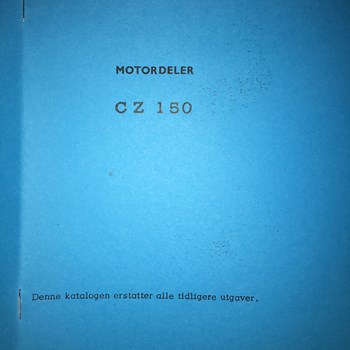 MOTORDELER
CZ 150
Denne katalogen erstatter alle tidligere utgaver.